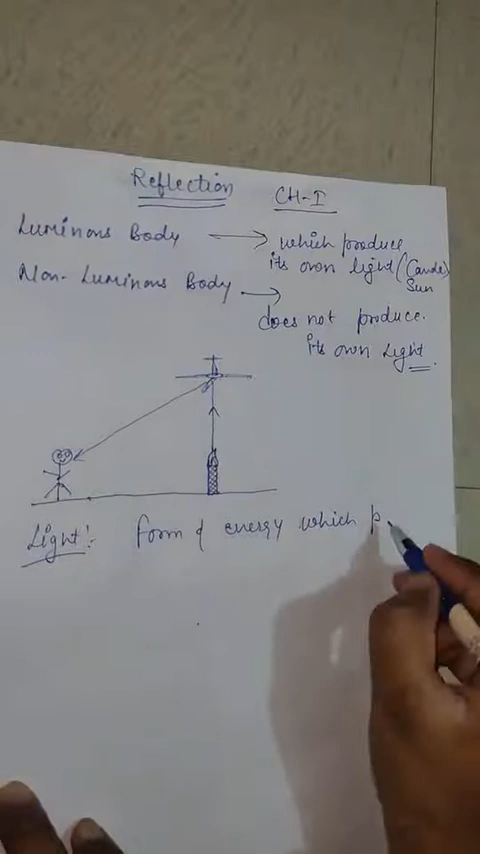 Reflection CH-I
Luminous Body → which produce
its own light (Cande)
Sun
Non-Luminous Body →
does not produce.
its own light.
Light:- form of energy which p